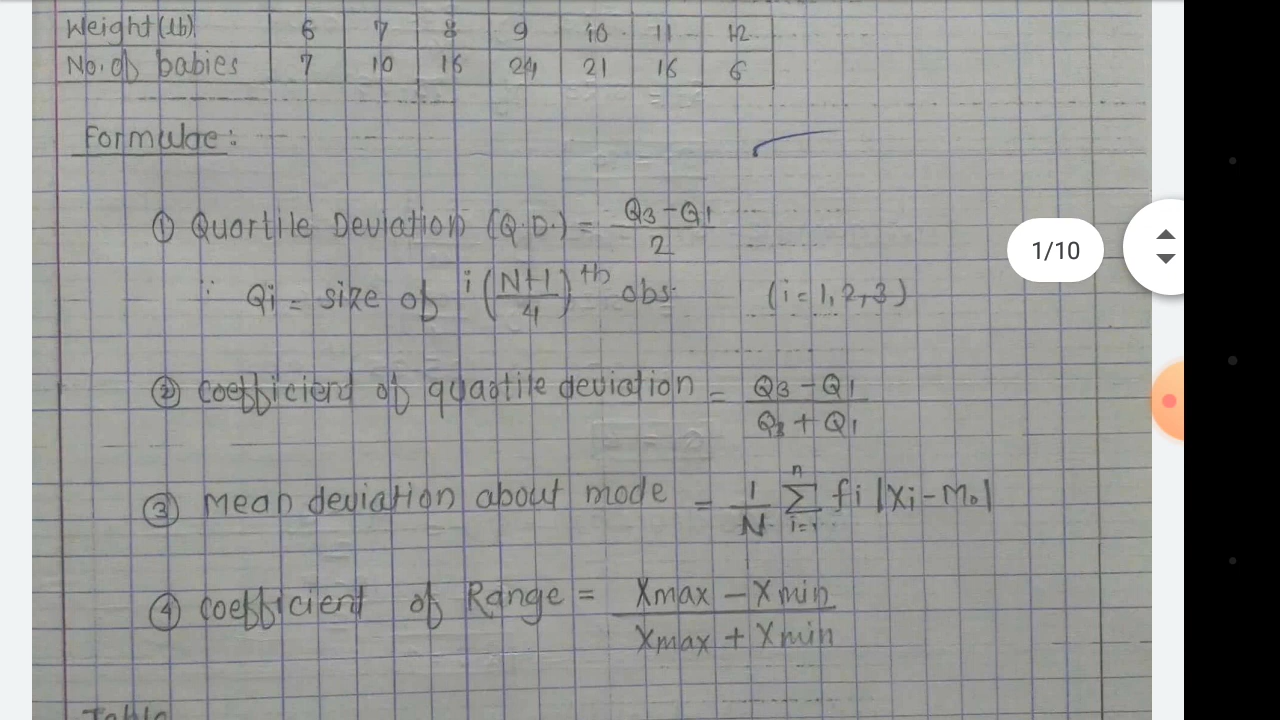 Weight(lb) 6 7 8 9 10 11 12
No. of babies 7 10 16 24 21 16 6
Formulae:
① Quartile Deviation (Q.D.) = Q3 - Q1 / 2
∵ Qi = size of i (N+1 / 4)th obs. (i = 1, 2, 3)
1/10
② coefficient of quartile deviation = Q3 - Q1 / Q3 + Q1
③ Mean deviation about mode = 1/N Σ i=1 n fi |Xi - Mo|
④ coefficient of Range = Xmax - Xmin / Xmax + Xmin
Table